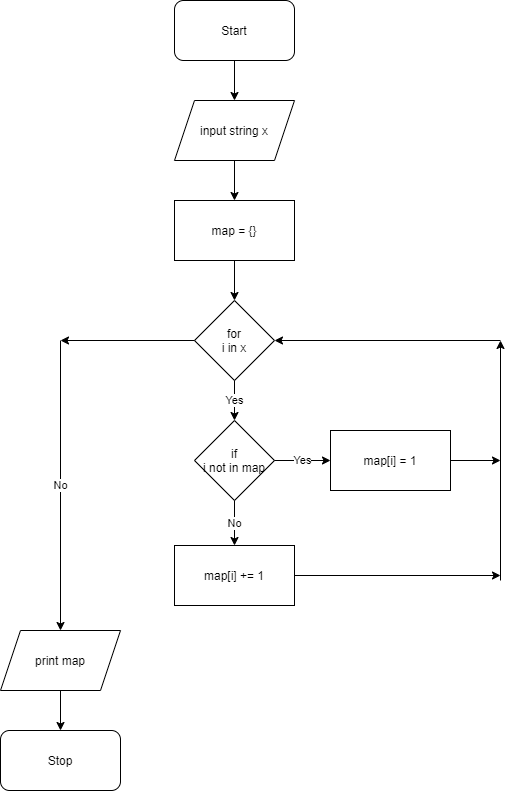 Start
input string x
map = {}
for
i in x
Yes
if
i not in map
Yes
map[i] = 1
No
No
map[i] += 1
print map
Stop